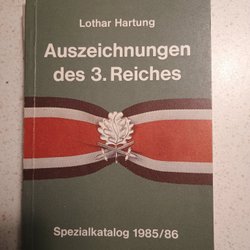 Lothar Hartung
Auszeichnungen
des 3. Reiches
Spezialkatalog 1985/86